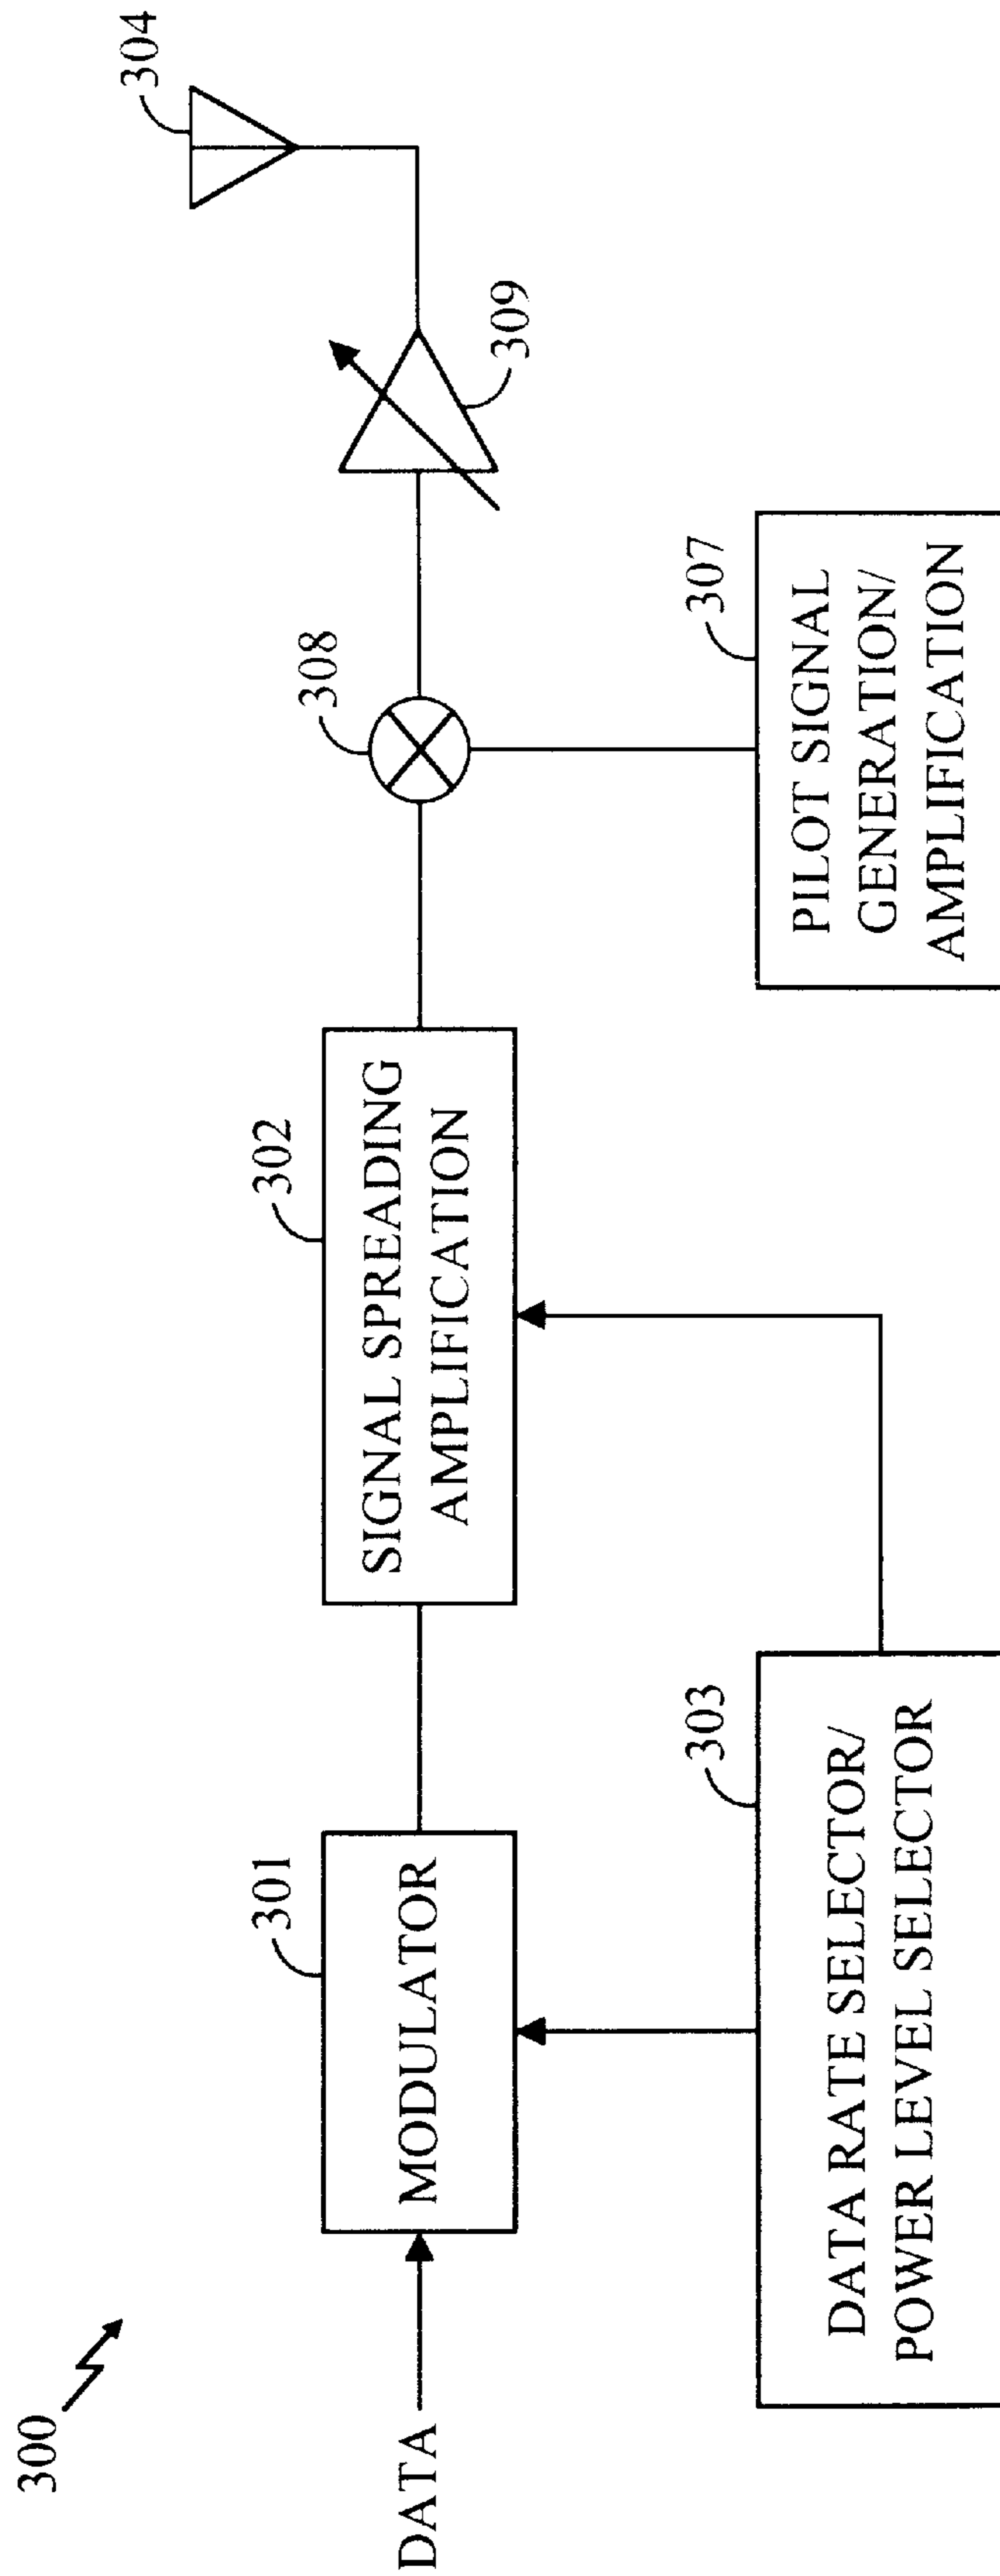 300
DATA
301
MODULATOR
302
SIGNAL SPREADING
AMPLIFICATION
308
309
304
303
DATA RATE SELECTOR/
POWER LEVEL SELECTOR
307
PILOT SIGNAL
GENERATION/
AMPLIFICATION